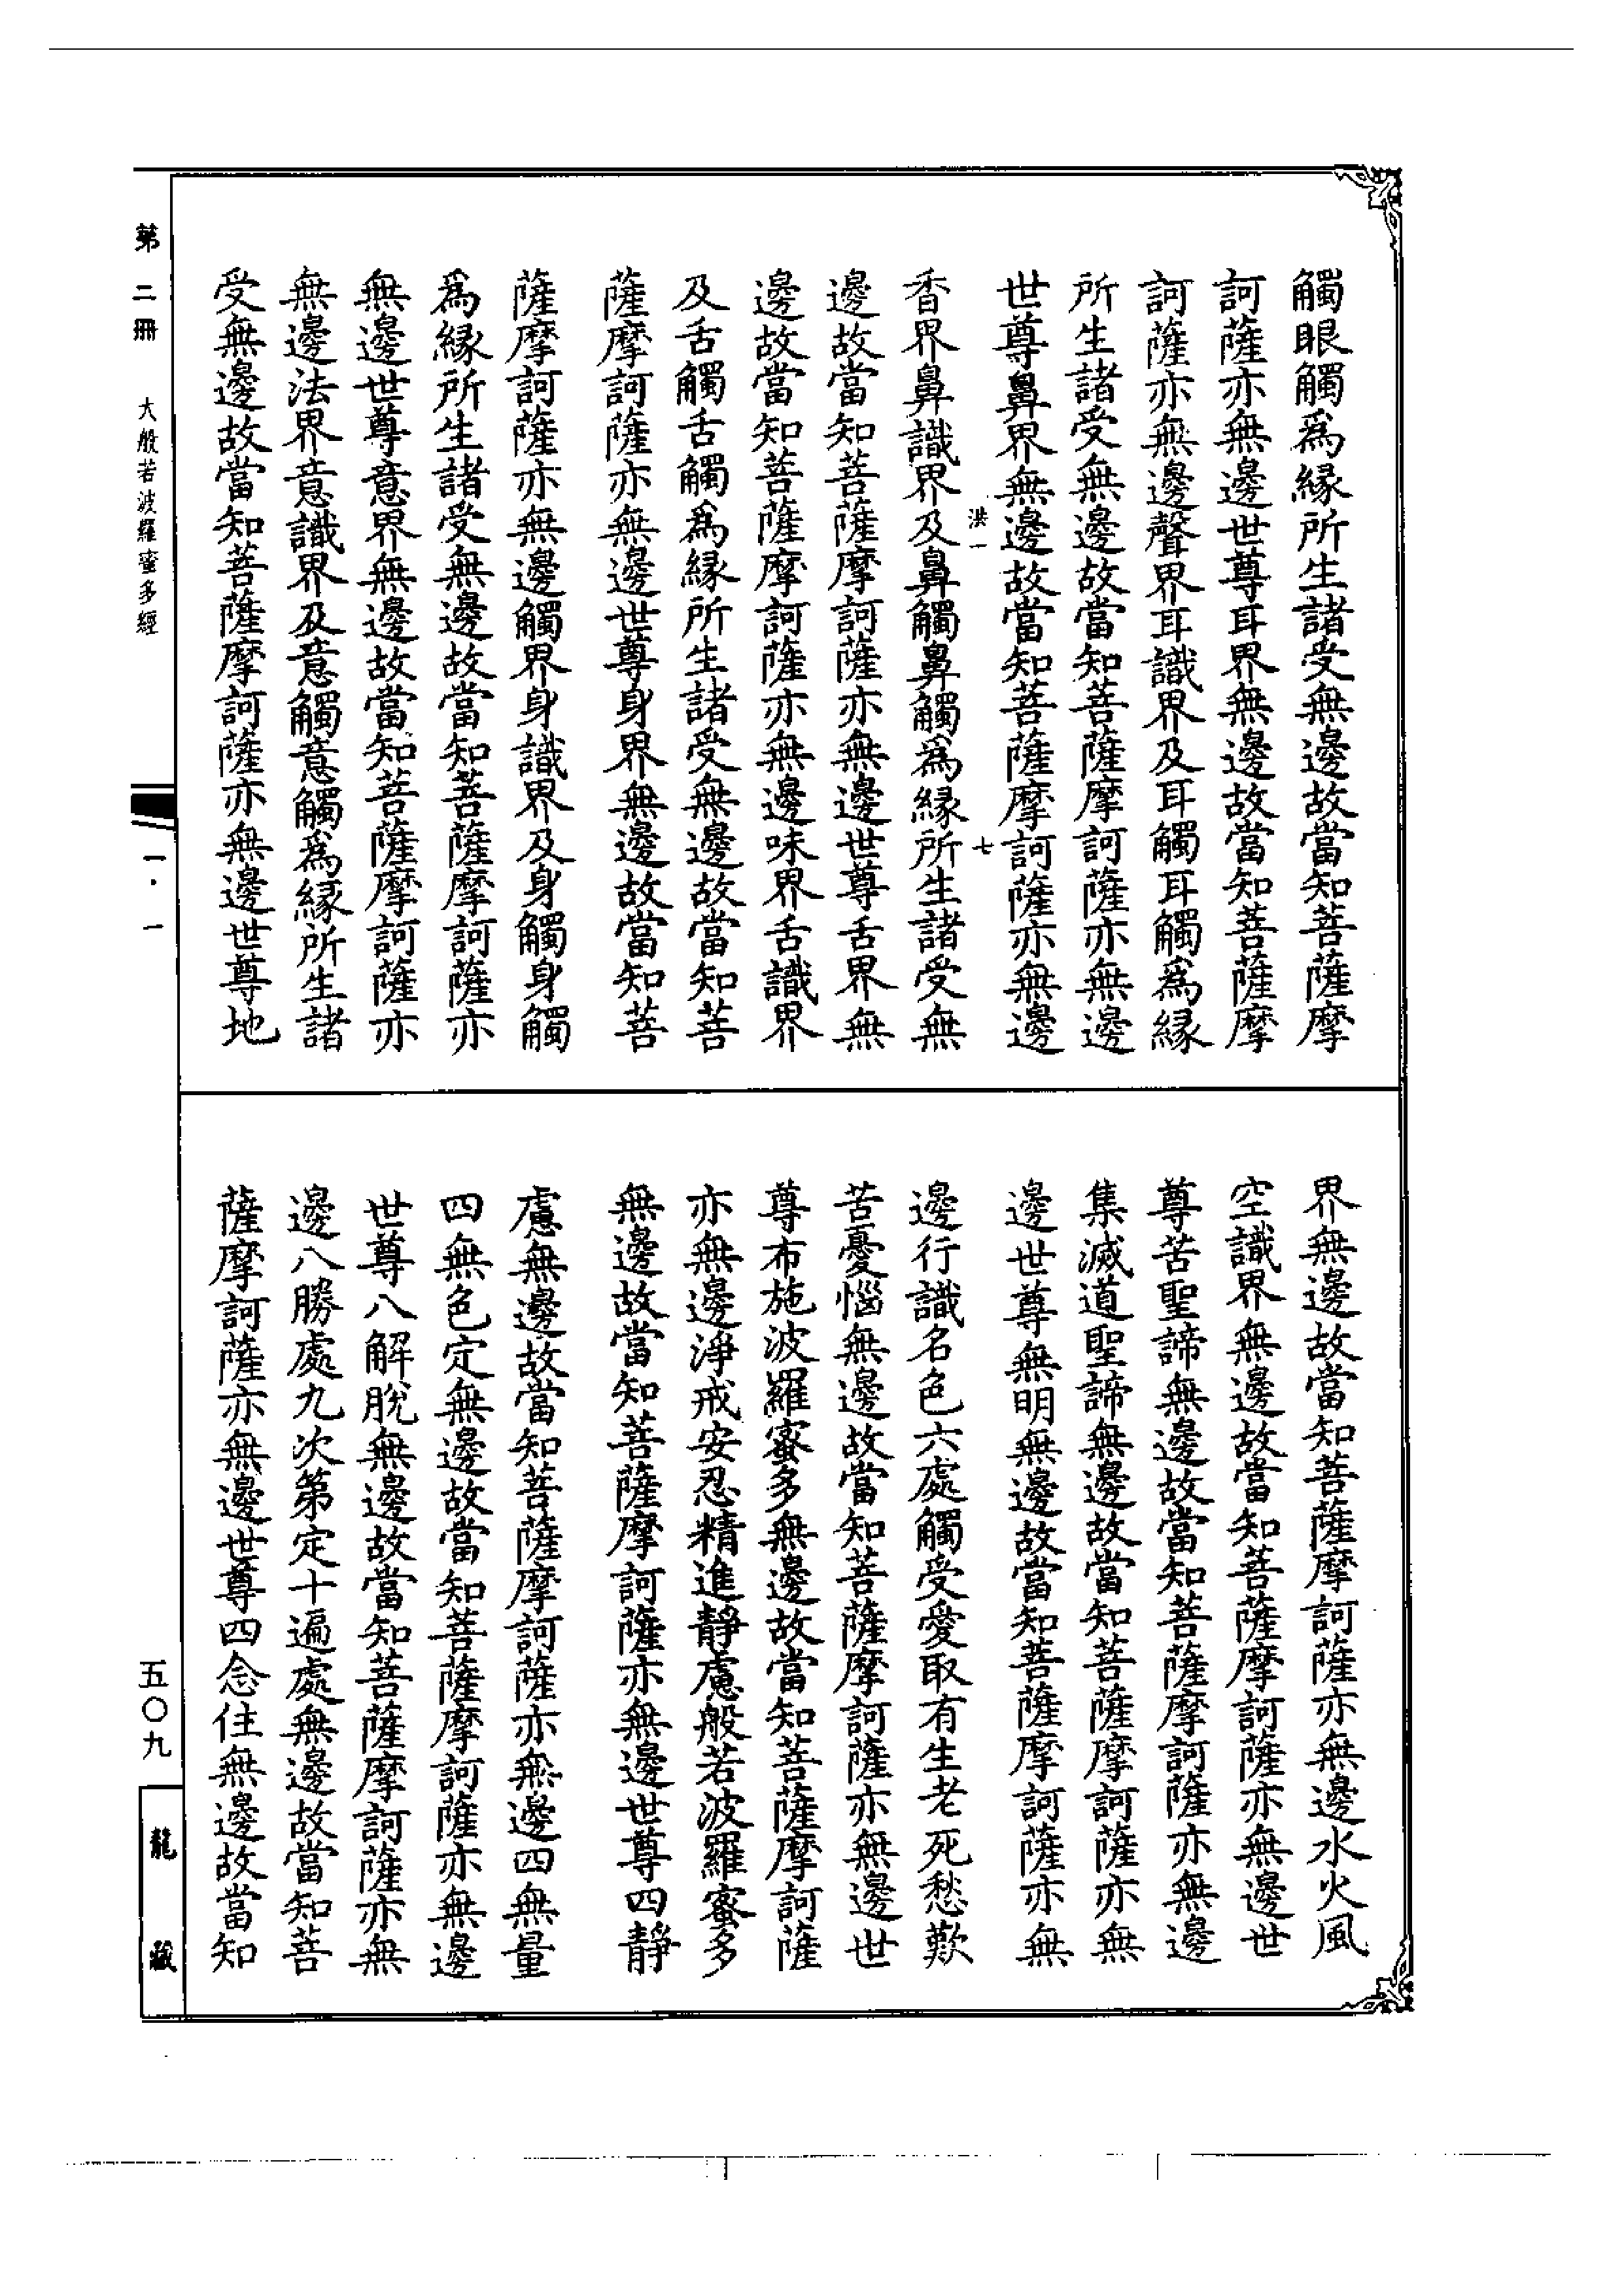 觸眼觸爲緣所生諸受無邊故當知菩薩摩
訶薩亦無邊世尊耳界無邊故當知菩薩摩
訶薩亦無邊聲界耳識界及耳觸耳觸爲緣
所生諸受無邊故當知菩薩摩訶薩亦無邊
世尊鼻界無邊故當知菩薩摩訶薩亦無邊
洪一 七
香界鼻識界及鼻觸鼻觸爲緣所生諸受無
邊故當知菩薩摩訶薩亦無邊世尊舌界無
邊故當知菩薩摩訶薩亦無邊味界舌識界
及舌觸舌觸爲緣所生諸受無邊故當知菩
薩摩訶薩亦無邊世尊身界無邊故當知菩
薩摩訶薩亦無邊觸界身識界及身觸身觸
爲緣所生諸受無邊故當知菩薩摩訶薩亦
無邊世尊意界無邊故當知菩薩摩訶薩亦
無邊法界意識界及意觸意觸爲緣所生諸
受無邊故當知菩薩摩訶薩亦無邊世尊地
界無邊故當知菩薩摩訶薩亦無邊水火風
空識界無邊故當知菩薩摩訶薩亦無邊世
尊苦聖諦無邊故當知菩薩摩訶薩亦無邊
集滅道聖諦無邊故當知菩薩摩訶薩亦無
邊世尊無明無邊故當知菩薩摩訶薩亦無
邊行識名色六處觸受愛取有生老死愁歎
苦憂惱無邊故當知菩薩摩訶薩亦無邊世
尊布施波羅蜜多無邊故當知菩薩摩訶薩
亦無邊淨戒安忍精進靜慮般若波羅蜜多
無邊故當知菩薩摩訶薩亦無邊世尊四靜
慮無邊故當知菩薩摩訶薩亦無邊四無量
四無色定無邊故當知菩薩摩訶薩亦無邊
世尊八解脫無邊故當知菩薩摩訶薩亦無
邊八勝處九次第定十遍處無邊故當知菩
薩摩訶薩亦無邊世尊四念住無邊故當知
第二冊 大般若波羅蜜多經
一·一
五〇九
龍藏